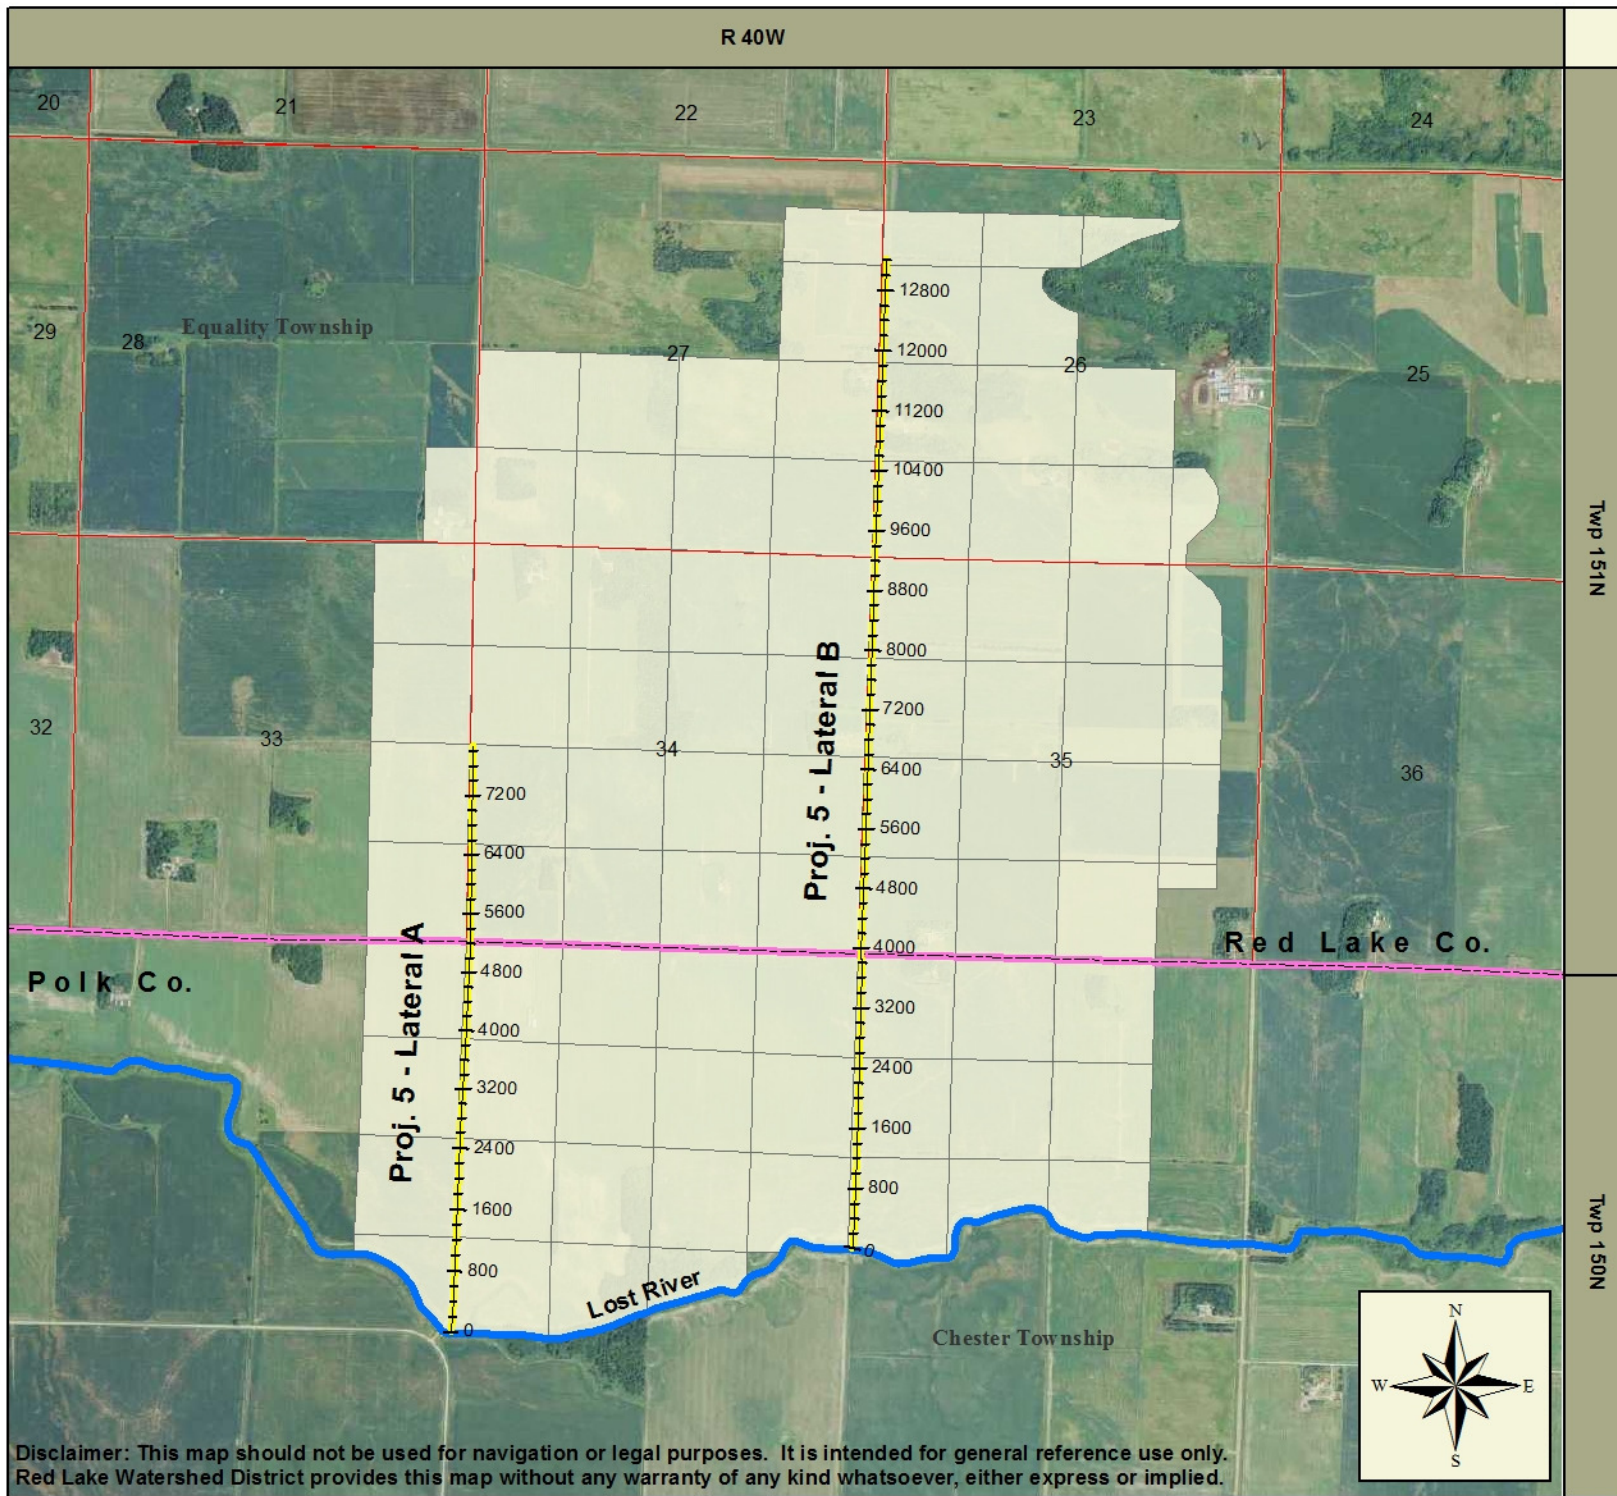 R 40W
20
21
22
23
24
Equality Township
29
28
27
26
25
12800
12000
11200
10400
9600
8800
8000
7200
6400
5600
4800
4000
3200
2400
1600
800
0
Proj. 5 - Lateral B
Twp 151N
32
33
34
35
36
7200
6400
5600
4800
4000
3200
2400
1600
800
0
Proj. 5 - Lateral A
Red Lake Co.
Polk Co.
Twp 150N
Lost River
Chester Township
N
W
E
S
Disclaimer: This map should not be used for navigation or legal purposes. It is intended for general reference use only.
Red Lake Watershed District provides this map without any warranty of any kind whatsoever, either express or implied.